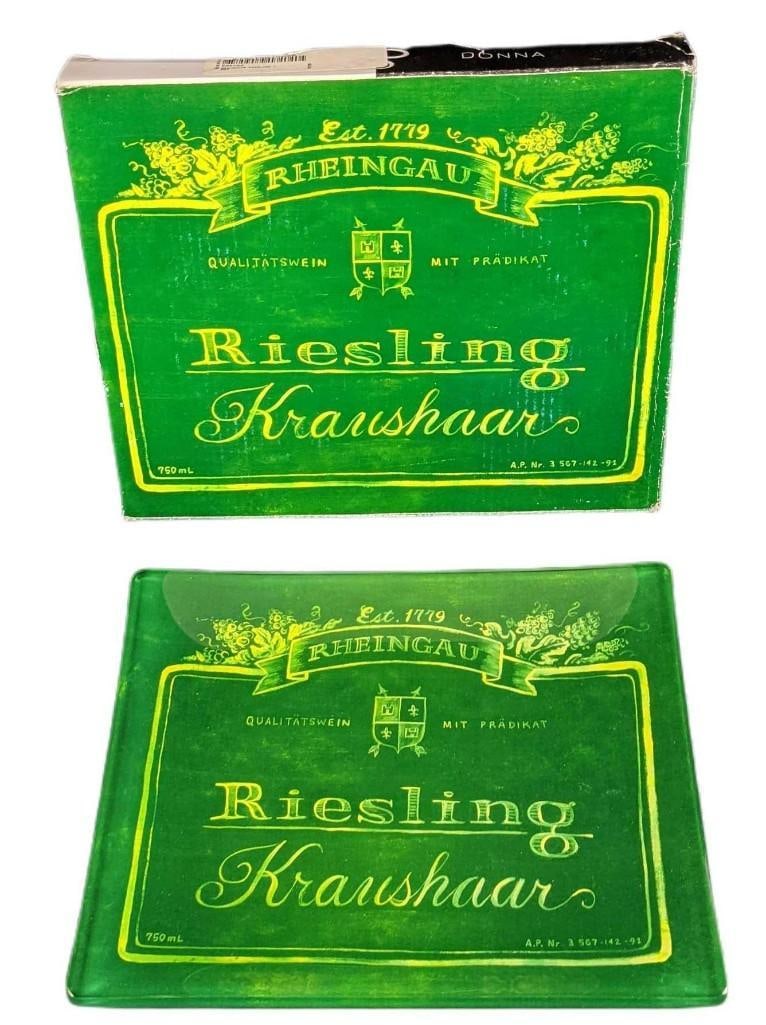 DONNA
Est. 1779
RHEINGAU
QUALITÄTSWEIN MIT PRÄDIKAT
Riesling
Kraushaar
750 mL A.P. Nr. 3 567-142-91
Est. 1779
RHEINGAU
QUALITÄTSWEIN MIT PRÄDIKAT
Riesling
Kraushaar
750 mL A.P. Nr. 3 567-142-91